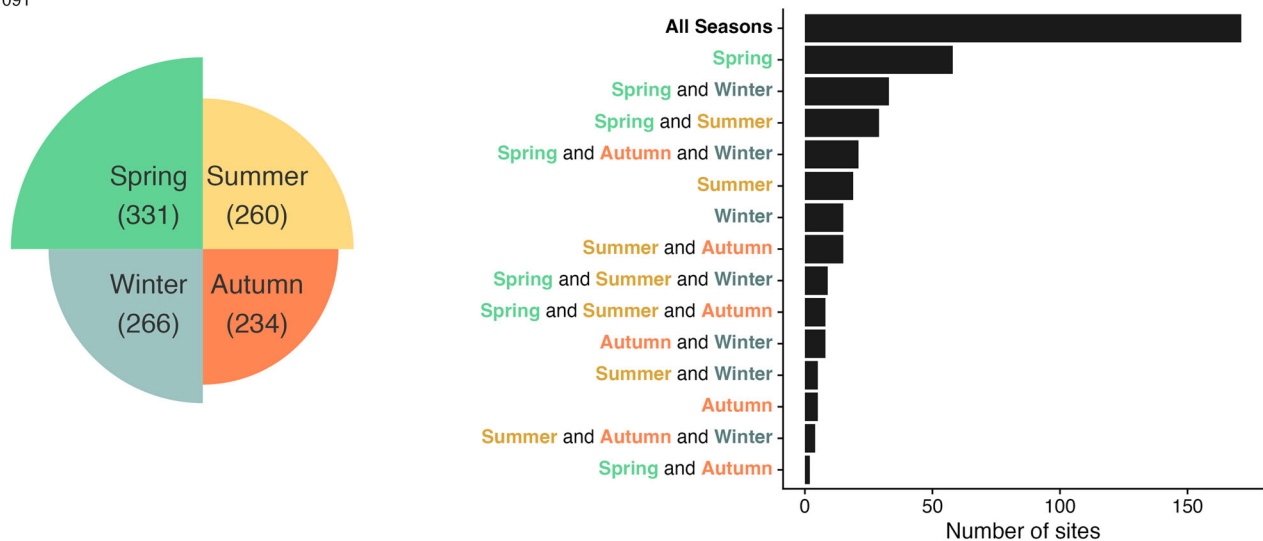 Spring
(331)
Summer
(260)
Winter
(266)
Autumn
(234)
All Seasons
Spring
Spring and Winter
Spring and Summer
Spring and Autumn and Winter
Summer
Winter
Summer and Autumn
Spring and Summer and Winter
Spring and Summer and Autumn
Autumn and Winter
Summer and Winter
Autumn
Summer and Autumn and Winter
Spring and Autumn
0 50 100 150
Number of sites